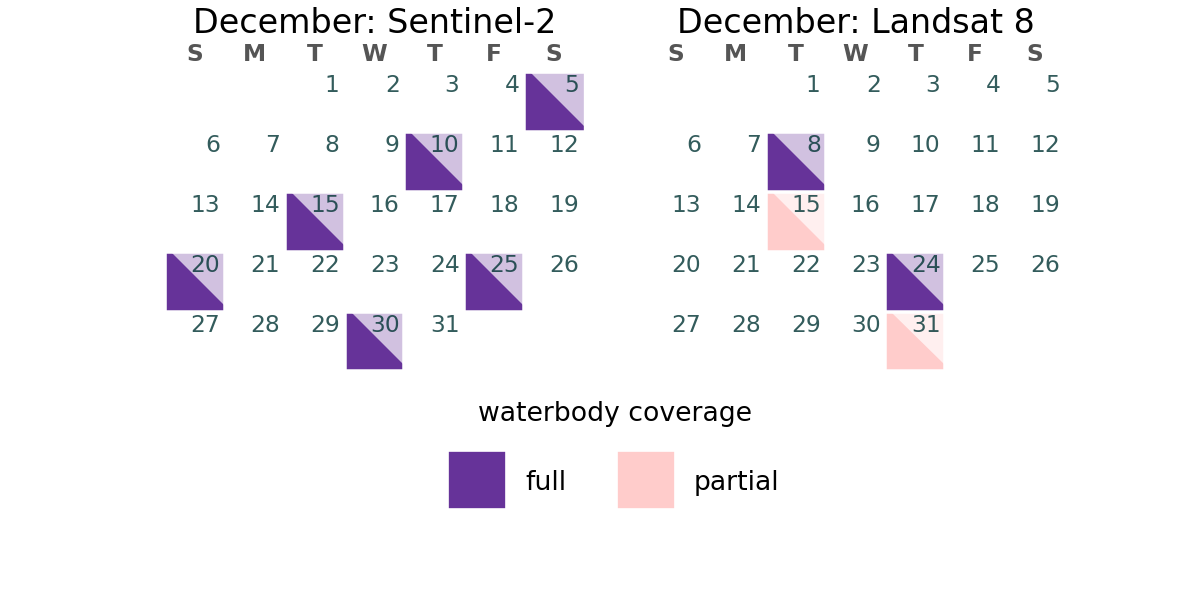 December: Sentinel-2
S M T W T F S
1 2 3 4 5
6 7 8 9 10 11 12
13 14 15 16 17 18 19
20 21 22 23 24 25 26
27 28 29 30 31
December: Landsat 8
S M T W T F S
1 2 3 4 5
6 7 8 9 10 11 12
13 14 15 16 17 18 19
20 21 22 23 24 25 26
27 28 29 30 31
waterbody coverage
full
partial